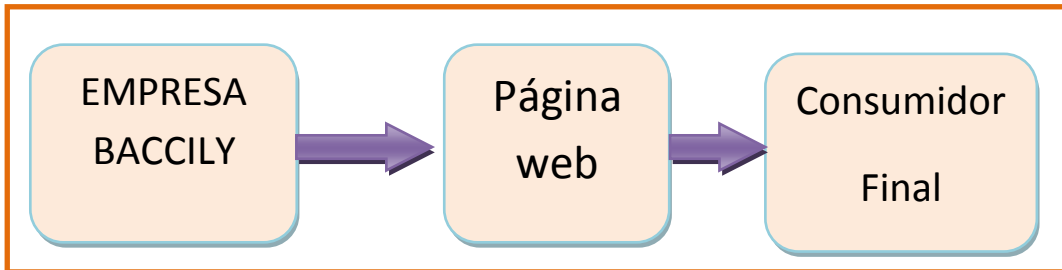 EMPRESA
BACCILY
Página
web
Consumidor
Final